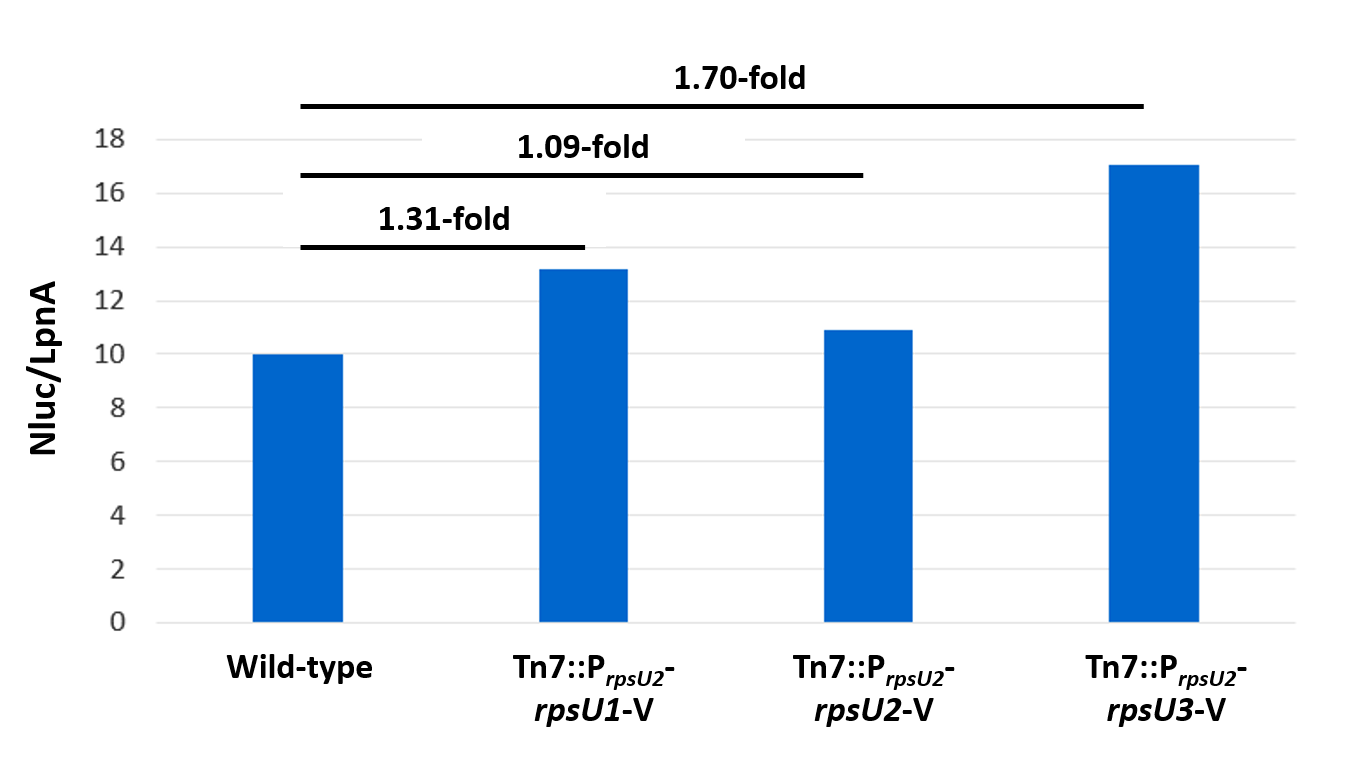 1.70-fold
18
1.09-fold
16
1.31-fold
14
12
10
8
6
4
2
0
Nluc/LpnA
Wild-type
Tn7::PrpsU2-
rpsU1-V
Tn7::PrpsU2-
rpsU2-V
Tn7::PrpsU2-
rpsU3-V